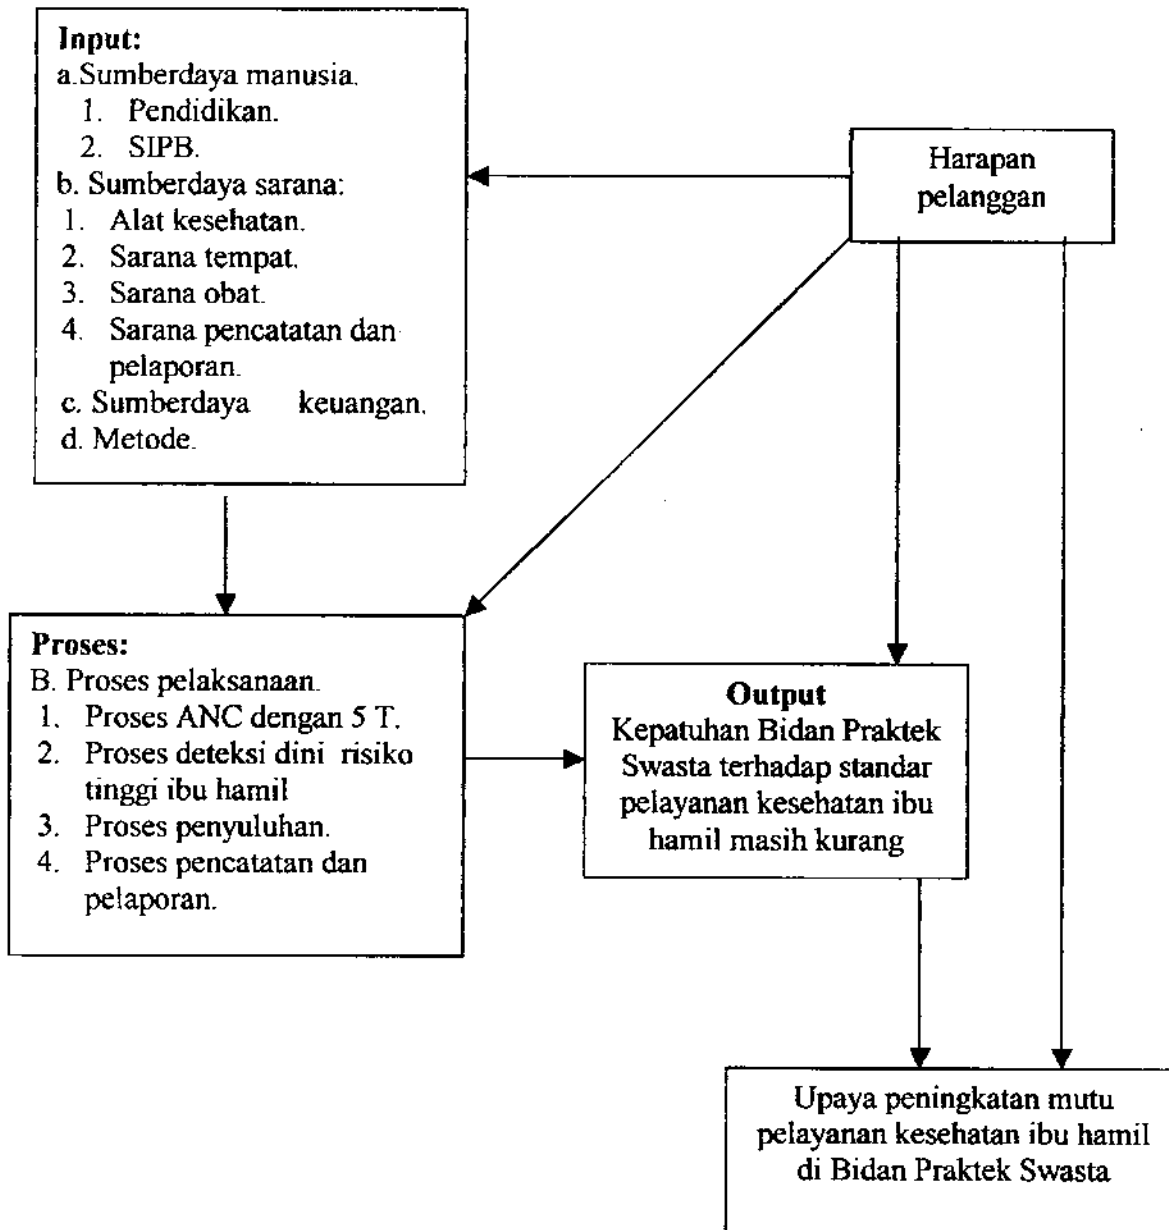 Input:
a.Sumberdaya manusia.
1. Pendidikan.
2. SIPB.
b. Sumberdaya sarana:
1. Alat kesehatan.
2. Sarana tempat.
3. Sarana obat.
4. Sarana pencatatan dan
pelaporan.
c. Sumberdaya keuangan.
d. Metode.
Harapan
pelanggan
Proses:
B. Proses pelaksanaan.
1. Proses ANC dengan 5 T.
2. Proses deteksi dini risiko
tinggi ibu hamil
3. Proses penyuluhan.
4. Proses pencatatan dan
pelaporan.
Output
Kepatuhan Bidan Praktek
Swasta terhadap standar
pelayanan kesehatan ibu
hamil masih kurang
Upaya peningkatan mutu
pelayanan kesehatan ibu hamil
di Bidan Praktek Swasta